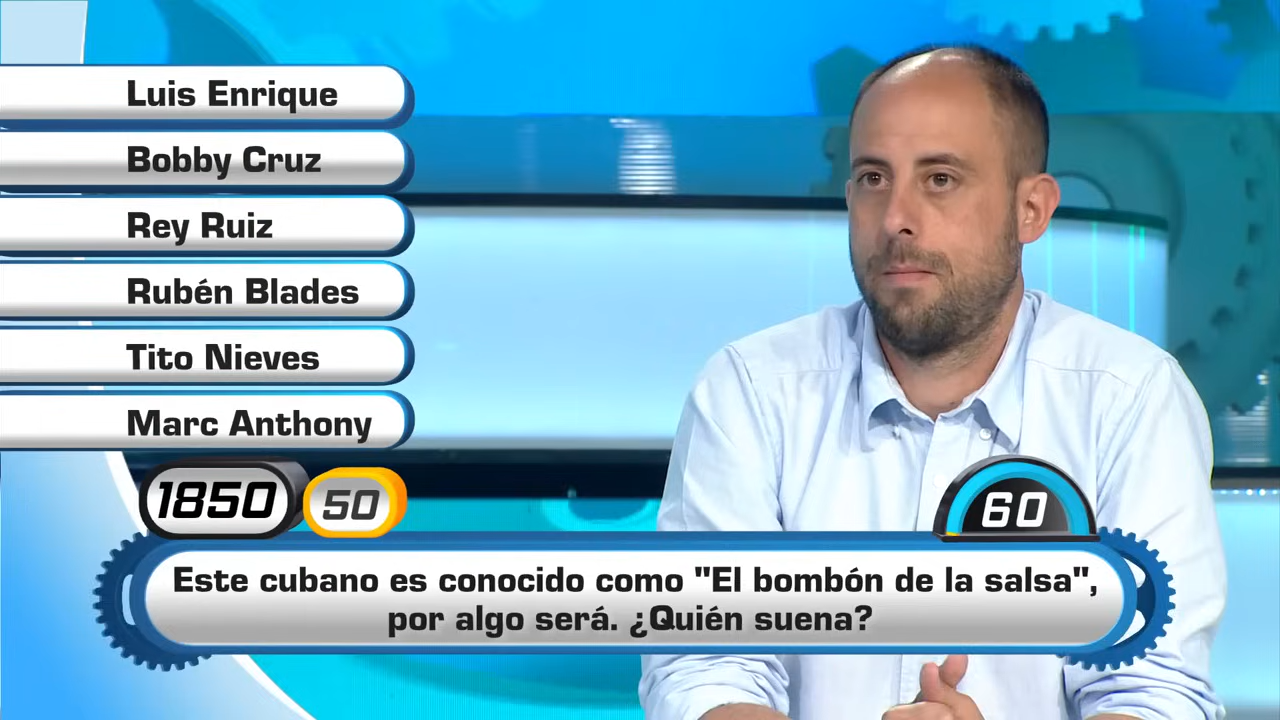 Luis Enrique
Bobby Cruz
Rey Ruiz
Rubén Blades
Tito Nieves
Marc Anthony
1850 50
60
Este cubano es conocido como "El bombón de la salsa",
por algo será. ¿Quién suena?